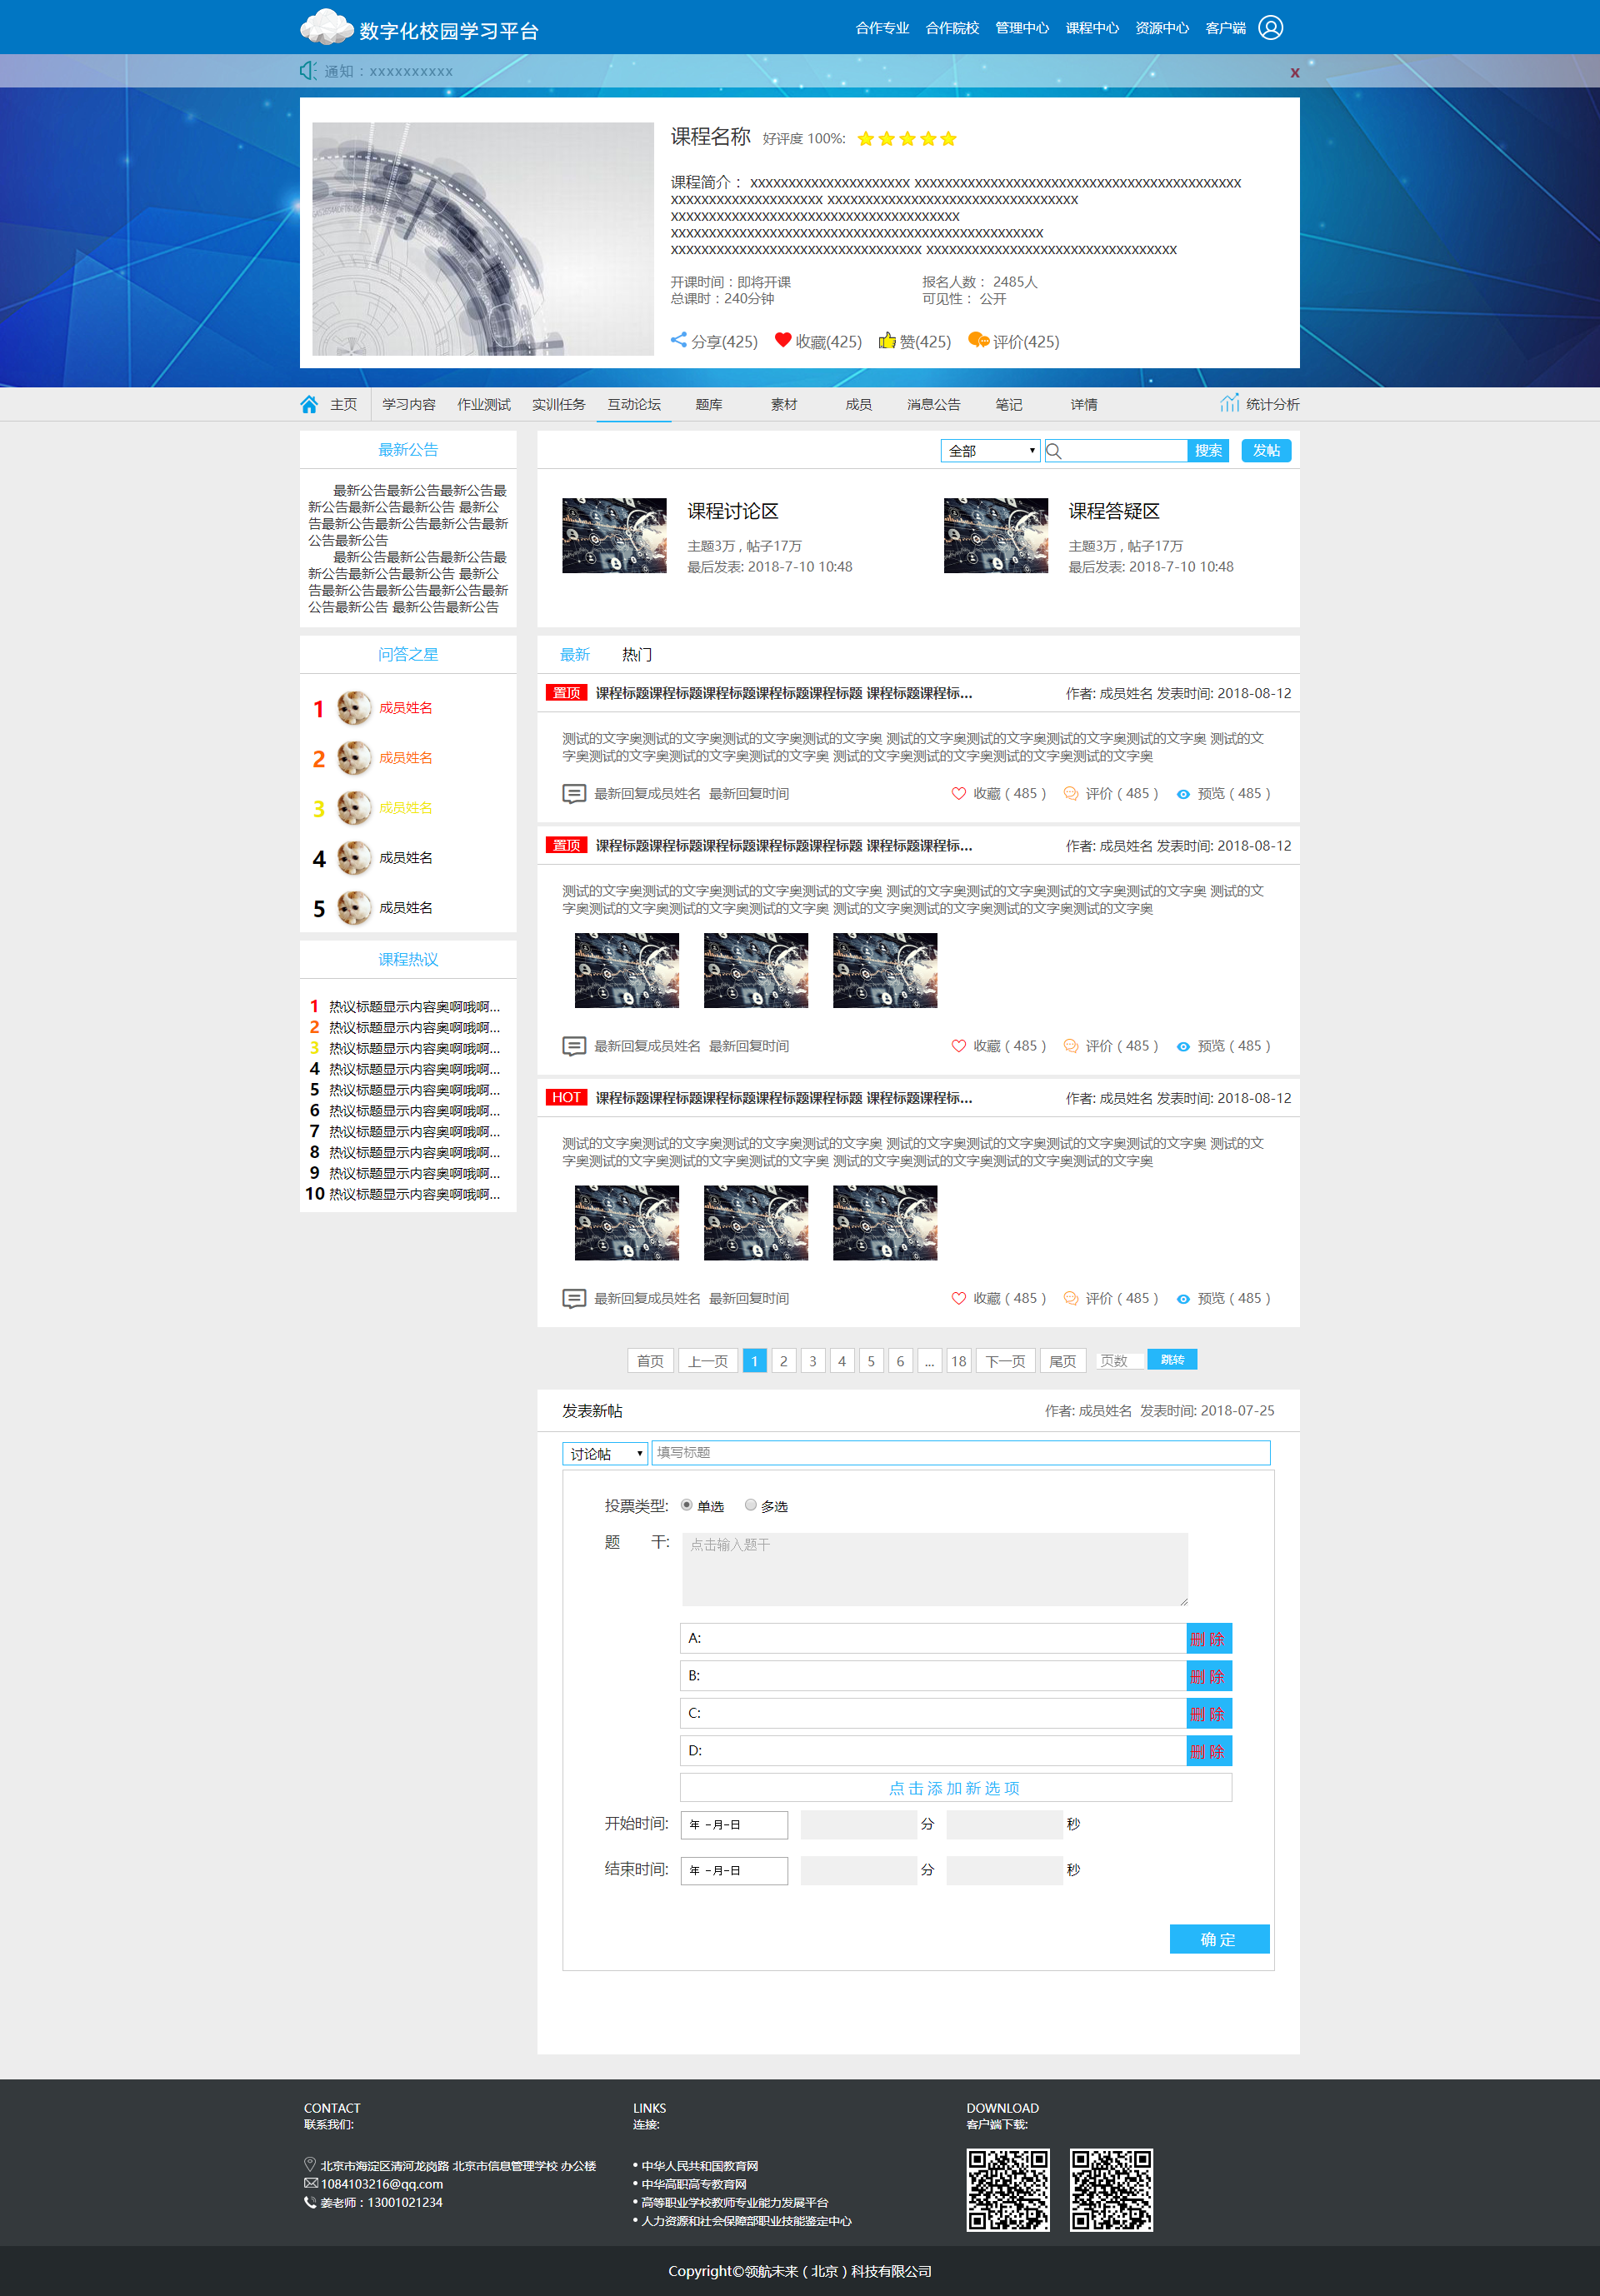 数字化校园学习平台
合作专业 合作院校 管理中心 课程中心 资源中心 客户端
通知：xxxxxxxxxx
x
课程名称 好评度 100%:
课程简介： xxxxxxxxxxxxxxxxxxxxx xxxxxxxxxxxxxxxxxxxxxxxxxxxxxxxxxxxxxxxxxxxxxxx
xxxxxxxxxxxxxxxxxxxx xxxxxxxxxxxxxxxxxxxxxxxxxxxxxxxxx
xxxxxxxxxxxxxxxxxxxxxxxxxxxxxxxxxxxxxx
xxxxxxxxxxxxxxxxxxxxxxxxxxxxxxxxxxxxxxxxxxxxxxxxx
xxxxxxxxxxxxxxxxxxxxxxxxxxxxxxxxx xxxxxxxxxxxxxxxxxxxxxxxxxxxxxxxxx
开课时间：即将开课 报名人数： 2485人
总课时：240分钟 可见性： 公开
分享(425) 收藏(425) 赞(425) 评价(425)
主页 学习内容 作业测试 实训任务 互动论坛 题库 素材 成员 消息公告 笔记 详情 统计分析
最新公告
最新公告最新公告最新公告最
新公告最新公告最新公告 最新公
告最新公告最新公告最新公告最新
公告最新公告
最新公告最新公告最新公告最
新公告最新公告最新公告 最新公
告最新公告最新公告最新公告最新
公告最新公告 最新公告最新公告
问答之星
1 成员姓名
2 成员姓名
3 成员姓名
4 成员姓名
5 成员姓名
课程热议
1 热议标题显示内容奥啊哦啊...
2 热议标题显示内容奥啊哦啊...
3 热议标题显示内容奥啊哦啊...
4 热议标题显示内容奥啊哦啊...
5 热议标题显示内容奥啊哦啊...
6 热议标题显示内容奥啊哦啊...
7 热议标题显示内容奥啊哦啊...
8 热议标题显示内容奥啊哦啊...
9 热议标题显示内容奥啊哦啊...
10 热议标题显示内容奥啊哦啊...
全部 搜索 发帖
课程讨论区
主题3万 , 帖子17万
最后发表: 2018-7-10 10:48
课程答疑区
主题3万 , 帖子17万
最后发表: 2018-7-10 10:48
最新 热门
置顶 课程标题课程标题课程标题课程标题课程标题 课程标题课程标... 作者: 成员姓名 发表时间: 2018-08-12
测试的文字奥测试的文字奥测试的文字奥测试的文字奥 测试的文字奥测试的文字奥测试的文字奥测试的文字奥 测试的文
字奥测试的文字奥测试的文字奥测试的文字奥 测试的文字奥测试的文字奥测试的文字奥测试的文字奥
最新回复成员姓名 最新回复时间 收藏 ( 485 ) 评价 ( 485 ) 预览 ( 485 )
置顶 课程标题课程标题课程标题课程标题课程标题 课程标题课程标... 作者: 成员姓名 发表时间: 2018-08-12
测试的文字奥测试的文字奥测试的文字奥测试的文字奥 测试的文字奥测试的文字奥测试的文字奥测试的文字奥 测试的文
字奥测试的文字奥测试的文字奥测试的文字奥 测试的文字奥测试的文字奥测试的文字奥测试的文字奥
最新回复成员姓名 最新回复时间 收藏 ( 485 ) 评价 ( 485 ) 预览 ( 485 )
HOT 课程标题课程标题课程标题课程标题课程标题 课程标题课程标... 作者: 成员姓名 发表时间: 2018-08-12
测试的文字奥测试的文字奥测试的文字奥测试的文字奥 测试的文字奥测试的文字奥测试的文字奥测试的文字奥 测试的文
字奥测试的文字奥测试的文字奥测试的文字奥 测试的文字奥测试的文字奥测试的文字奥测试的文字奥
最新回复成员姓名 最新回复时间 收藏 ( 485 ) 评价 ( 485 ) 预览 ( 485 )
首页 上一页 1 2 3 4 5 6 ... 18 下一页 尾页 页数 跳转
发表新帖 作者: 成员姓名 发表时间: 2018-07-25
讨论帖 填写标题
投票类型: 单选 多选
题 干: 点击输入题干
A: 删除
B: 删除
C: 删除
D: 删除
点击添加新选项
开始时间: 年 -月-日 分 秒
结束时间: 年 -月-日 分 秒
确定
CONTACT
联系我们:
北京市海淀区清河龙岗路 北京市信息管理学校 办公楼
1084103216@qq.com
姜老师：13001021234
LINKS
连接:
• 中华人民共和国教育网
• 中华高职高专教育网
• 高等职业学校教师专业能力发展平台
• 人力资源和社会保障部职业技能鉴定中心
DOWNLOAD
客户端下载:
Copyright©领航未来（北京）科技有限公司